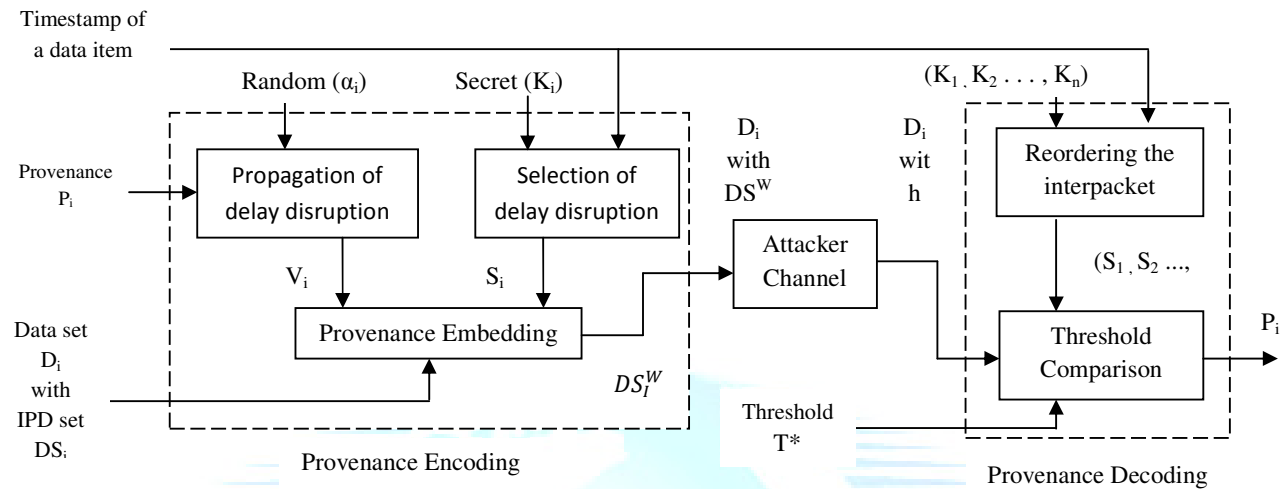 Timestamp of
a data item
Random (αi)
Secret (Ki)
(K1 , K2 . . . , Kn)
Provenance
Pi
Propagation of
delay disruption
Selection of
delay disruption
Di
with
DS^W
Di
wit
h
Reordering the
interpacket
Vi
Si
Attacker
Channel
(S1 , S2 ...,
Provenance Embedding
Data set
Di
with
IPD set
DSi
DS_I^W
Threshold
T*
Threshold
Comparison
Pi
Provenance Encoding
Provenance Decoding